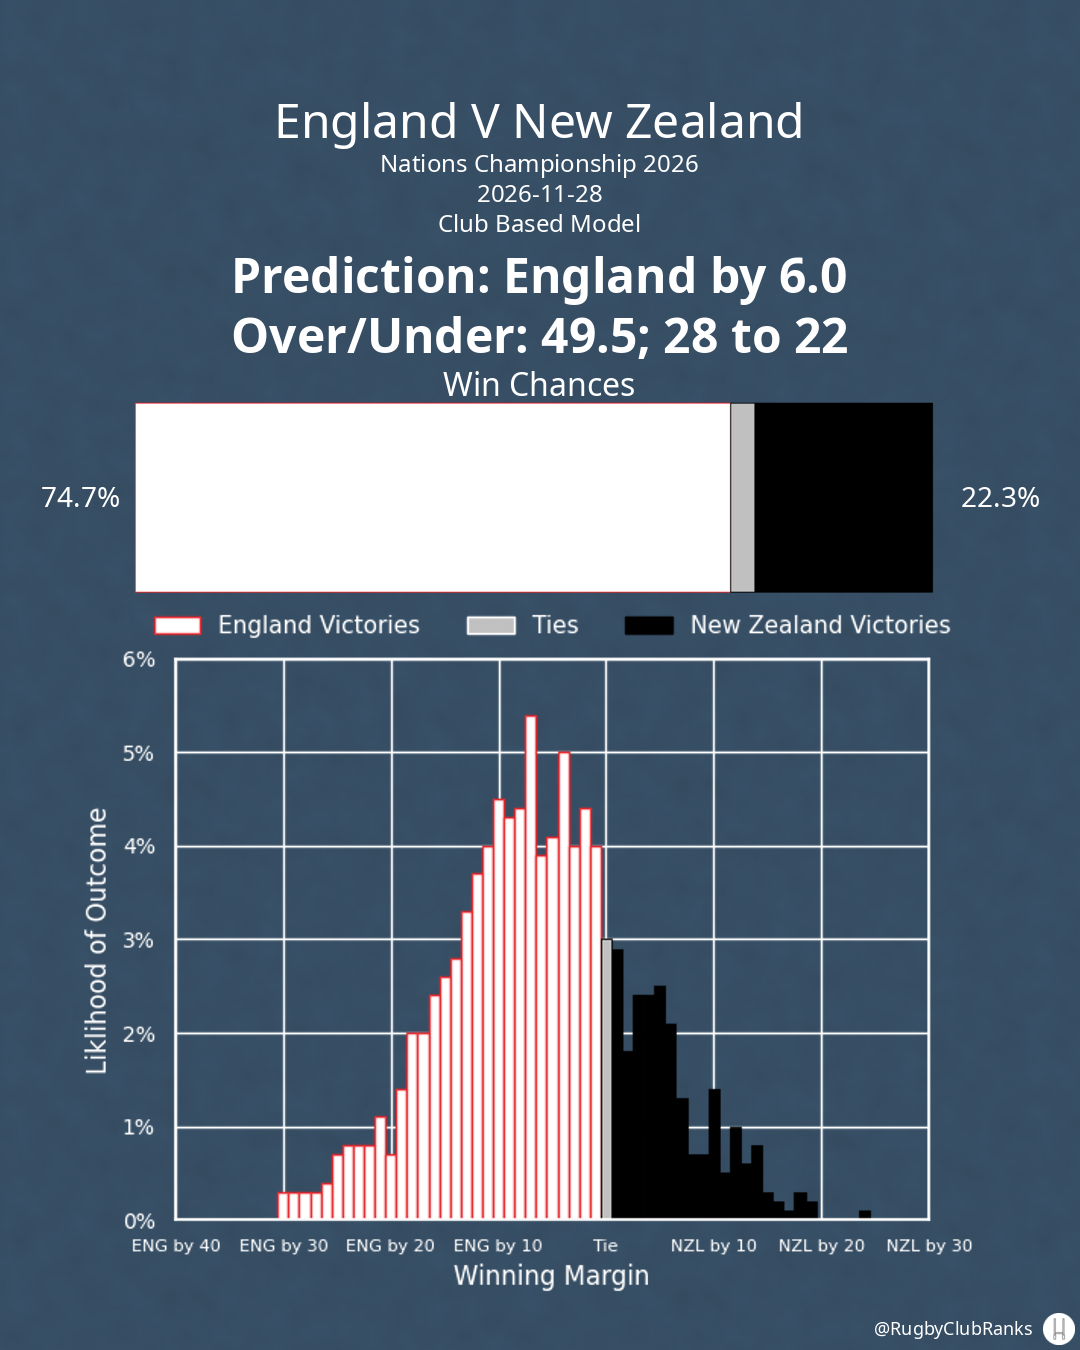 England V New Zealand
Nations Championship 2026
2026-11-28
Club Based Model
Prediction: England by 6.0
Over/Under: 49.5; 28 to 22
Win Chances
74.7%
22.3%
England Victories
Ties
New Zealand Victories
6%
5%
4%
3%
2%
1%
0%
Liklihood of Outcome
ENG by 40
ENG by 30
ENG by 20
ENG by 10
Tie
NZL by 10
NZL by 20
NZL by 30
Winning Margin
@RugbyClubRanks